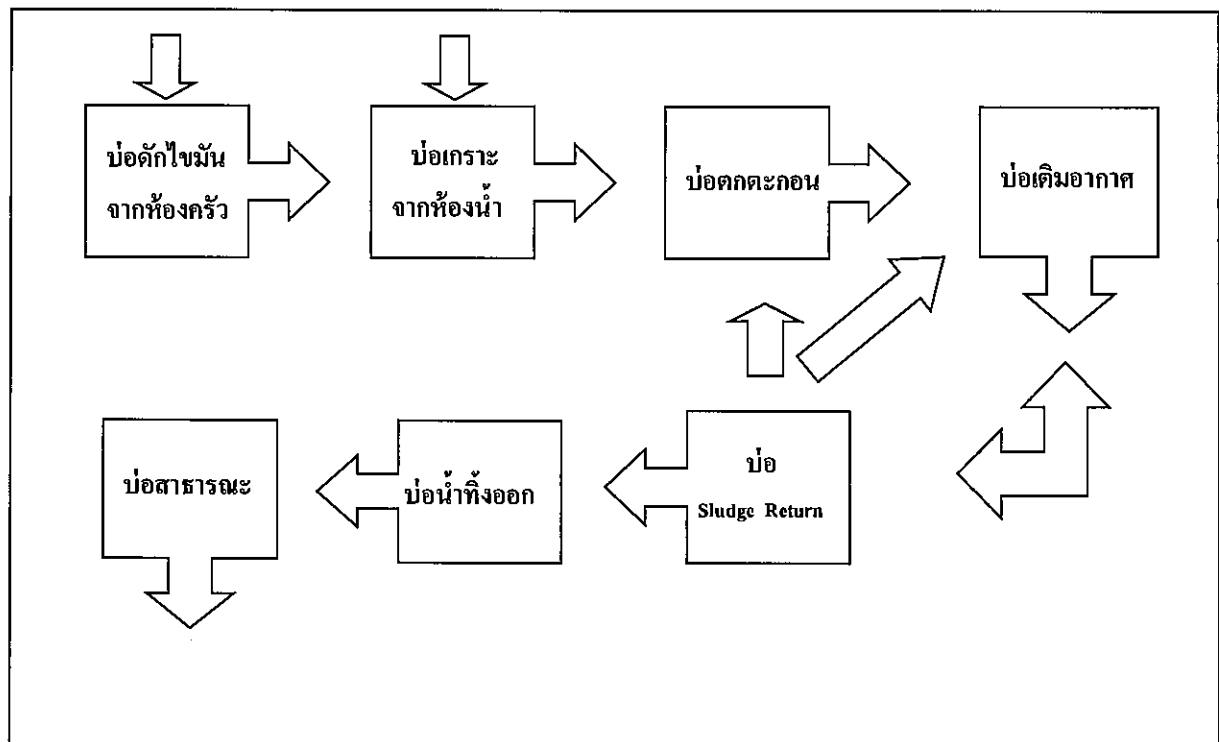 บ่อดักไขมัน
จากห้องครัว
บ่อเกราะ
จากห้องน้ำ
บ่อตกตะกอน
บ่อเติมอากาศ
บ่อสาธารณะ
บ่อน้ำทิ้งออก
บ่อ
Sludge Return